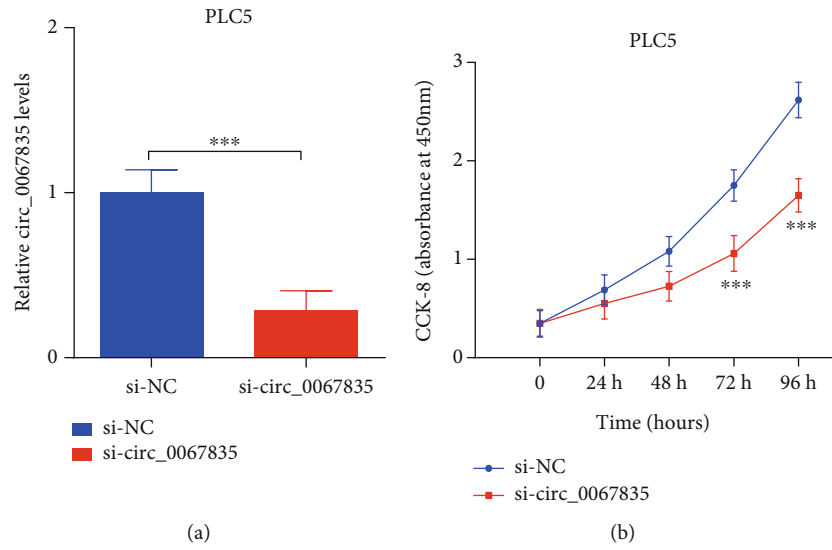 PLC5
Relative circ_0067835 levels
2
1
0
***
si-NC
si-circ_0067835
si-NC
si-circ_0067835
(a)
PLC5
CCK-8 (absorbance at 450nm)
3
2
1
0
***
***
0
24 h
48 h
72 h
96 h
Time (hours)
si-NC
si-circ_0067835
(b)